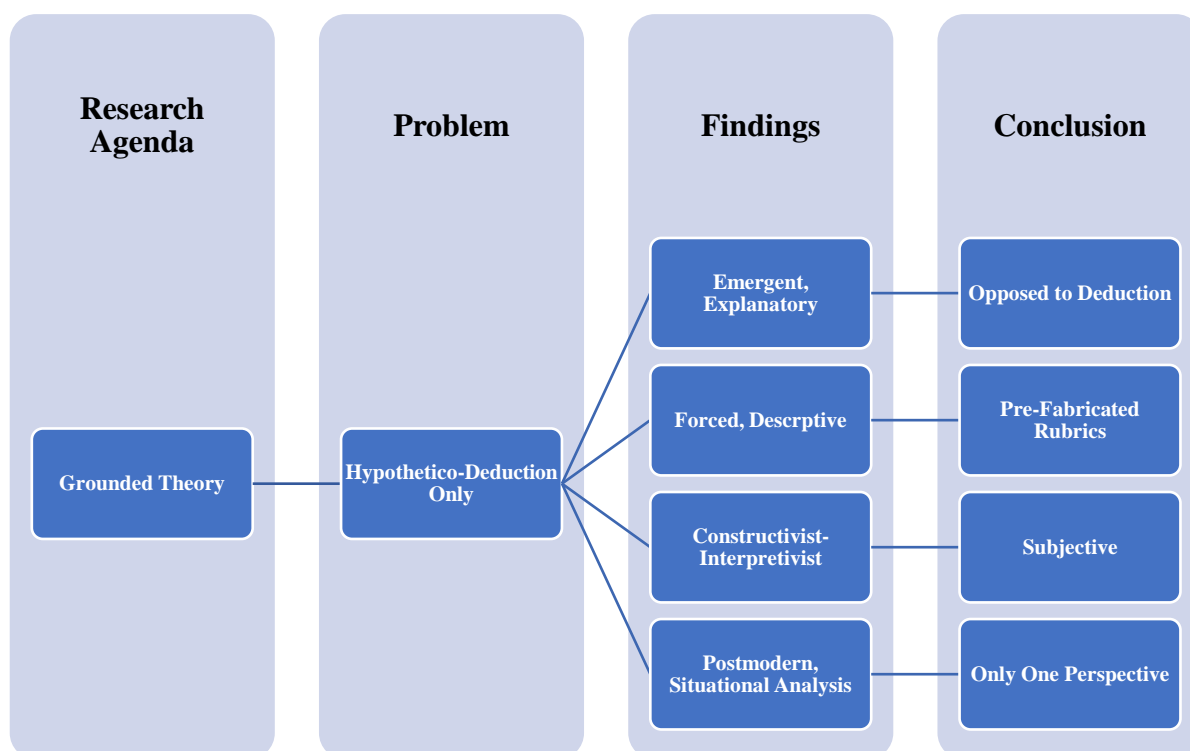 Research
Agenda
Problem
Findings
Conclusion
Grounded Theory
Hypothetico-Deduction
Only
Emergent,
Explanatory
Opposed to Deduction
Forced, Descrptive
Pre-Fabricated
Rubrics
Constructivist-
Interpretivist
Subjective
Postmodern,
Situational Analysis
Only One Perspective